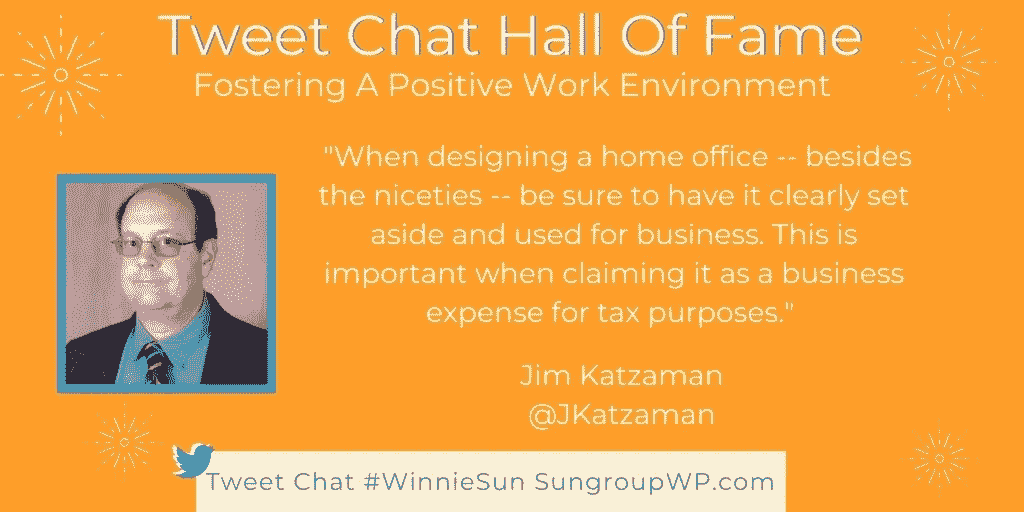 Tweet Chat Hall Of Fame
Fostering A Positive Work Environment
"When designing a home office -- besides
the niceties -- be sure to have it clearly set
aside and used for business. This is
important when claiming it as a business
expense for tax purposes."
Jim Katzaman
@JKatzaman
Tweet Chat #WinnieSun SungroupWP.com